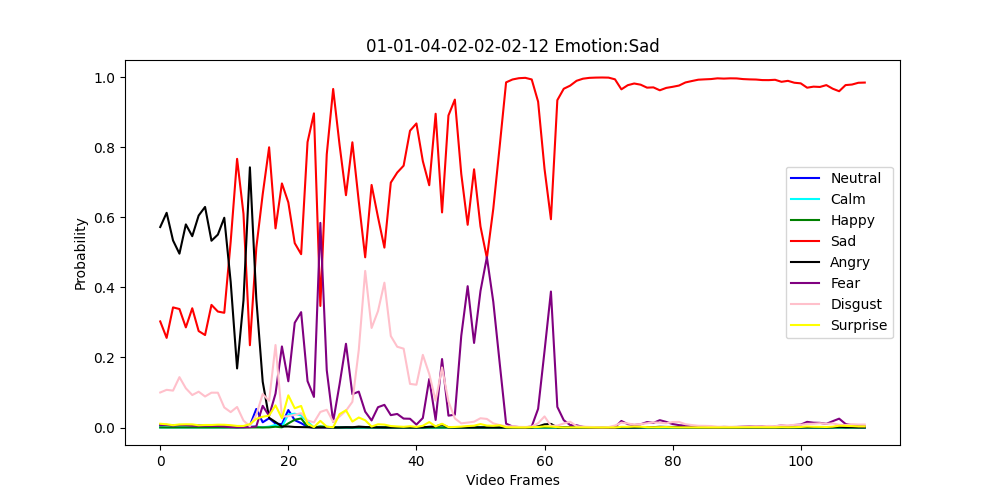 01-01-04-02-02-02-12 Emotion:Sad
1.0
0.8
0.6
0.4
0.2
0.0
Probability
0 20 40 60 80 100
Video Frames
Neutral
Calm
Happy
Sad
Angry
Fear
Disgust
Surprise